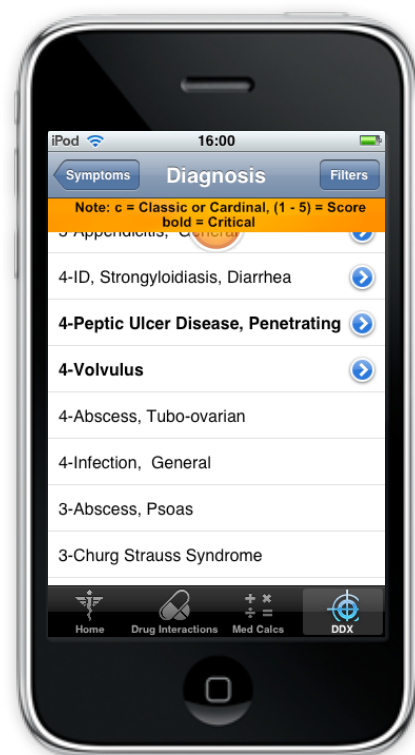 iPod
16:00
Symptoms
Diagnosis
Filters
Note: c = Classic or Cardinal, (1 - 5) = Score
bold = Critical
Appendicitis, General
4-ID, Strongyloidiasis, Diarrhea
4-Peptic Ulcer Disease, Penetrating
4-Volvulus
4-Abscess, Tubo-ovarian
4-Infection,  General
3-Abscess, Psoas
3-Churg Strauss Syndrome
Home
Drug Interactions
Med Calcs
DDX